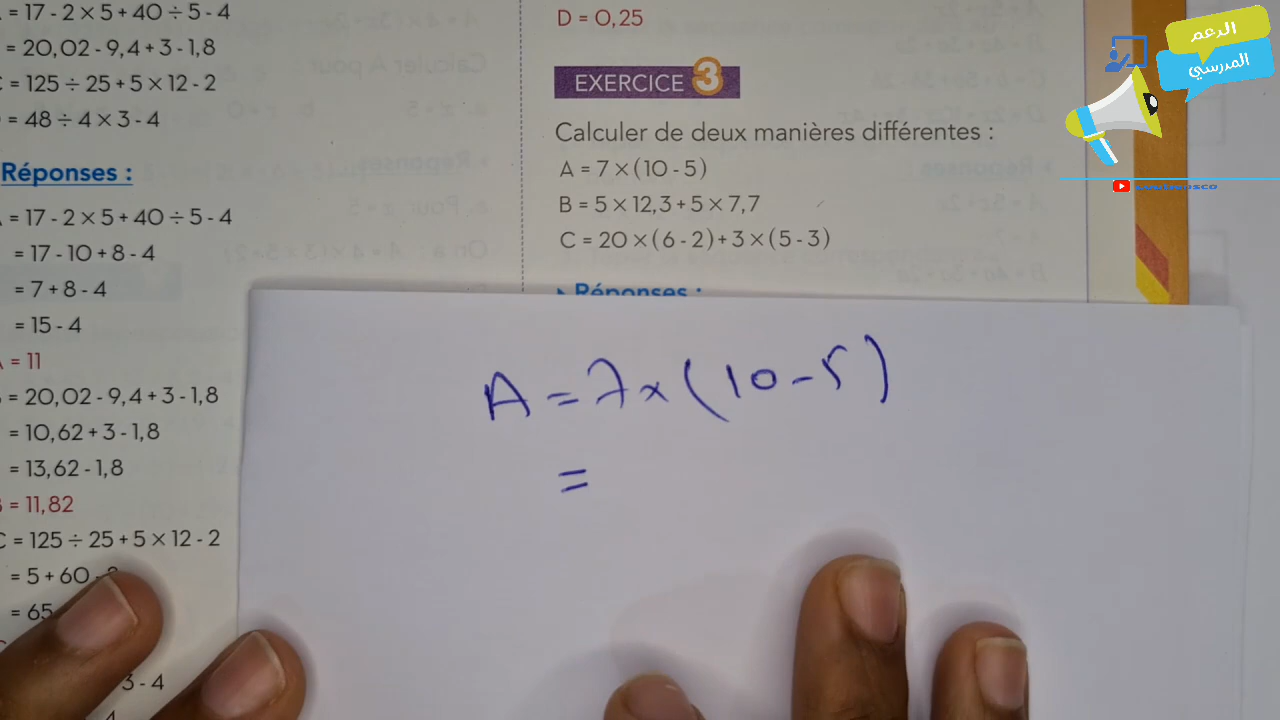 = 17 - 2 × 5 + 40 ÷ 5 - 4
= 20,02 - 9,4 + 3 - 1,8
C = 125 ÷ 25 + 5 × 12 - 2
= 48 ÷ 4 × 3 - 4
Réponses :
= 17 - 2 × 5 + 40 ÷ 5 - 4
= 17 - 10 + 8 - 4
= 7 + 8 - 4
= 15 - 4
= 11
= 20,02 - 9,4 + 3 - 1,8
= 10,62 + 3 - 1,8
= 13,62 - 1,8
= 11,82
C = 125 ÷ 25 + 5 × 12 - 2
= 5 + 60 -
= 65
3 - 4
D = 0,25
EXERCICE 3
Calculer de deux manières différentes :
A = 7 × (10 - 5)
B = 5 × 12,3 + 5 × 7,7
C = 20 × (6 - 2) + 3 × (5 - 3)
Réponses :
A = 7 × (10 - 5)
=
الدعم
المدرسي